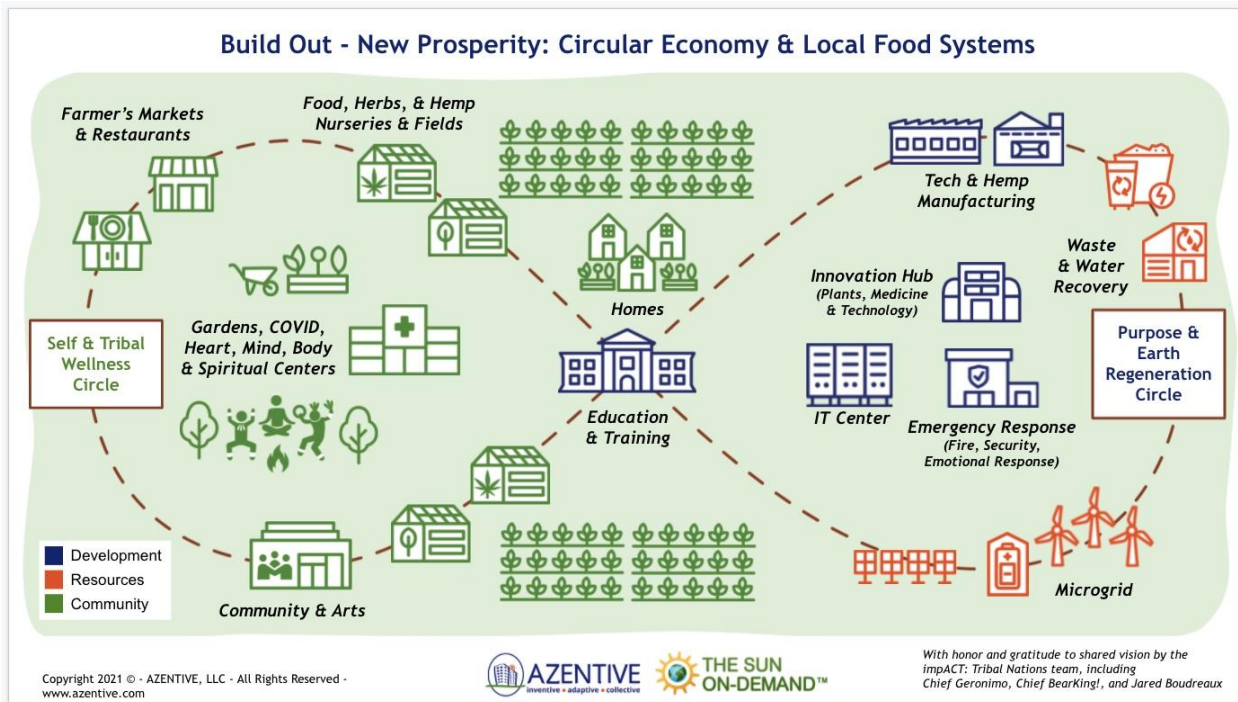 Build Out - New Prosperity: Circular Economy & Local Food Systems
Farmer's Markets
& Restaurants
Food, Herbs, & Hemp
Nurseries & Fields
Tech & Hemp
Manufacturing
Waste
& Water
Recovery
Innovation Hub
(Plants, Medicine
& Technology)
Homes
Gardens, COVID,
Heart, Mind, Body
& Spiritual Centers
Self & Tribal
Wellness
Circle
Purpose &
Earth
Regeneration
Circle
Education
& Training
IT Center
Emergency Response
(Fire, Security,
Emotional Response)
Development
Resources
Community
Community & Arts
Microgrid
Copyright 2021 © - AZENTIVE, LLC - All Rights Reserved -
www.azentive.com
AZENTIVE
inventive • adaptive • collective
THE SUN
ON-DEMAND™
With honor and gratitude to shared vision by the
impACT: Tribal Nations team, including
Chief Geronimo, Chief BearKing!, and Jared Boudreaux